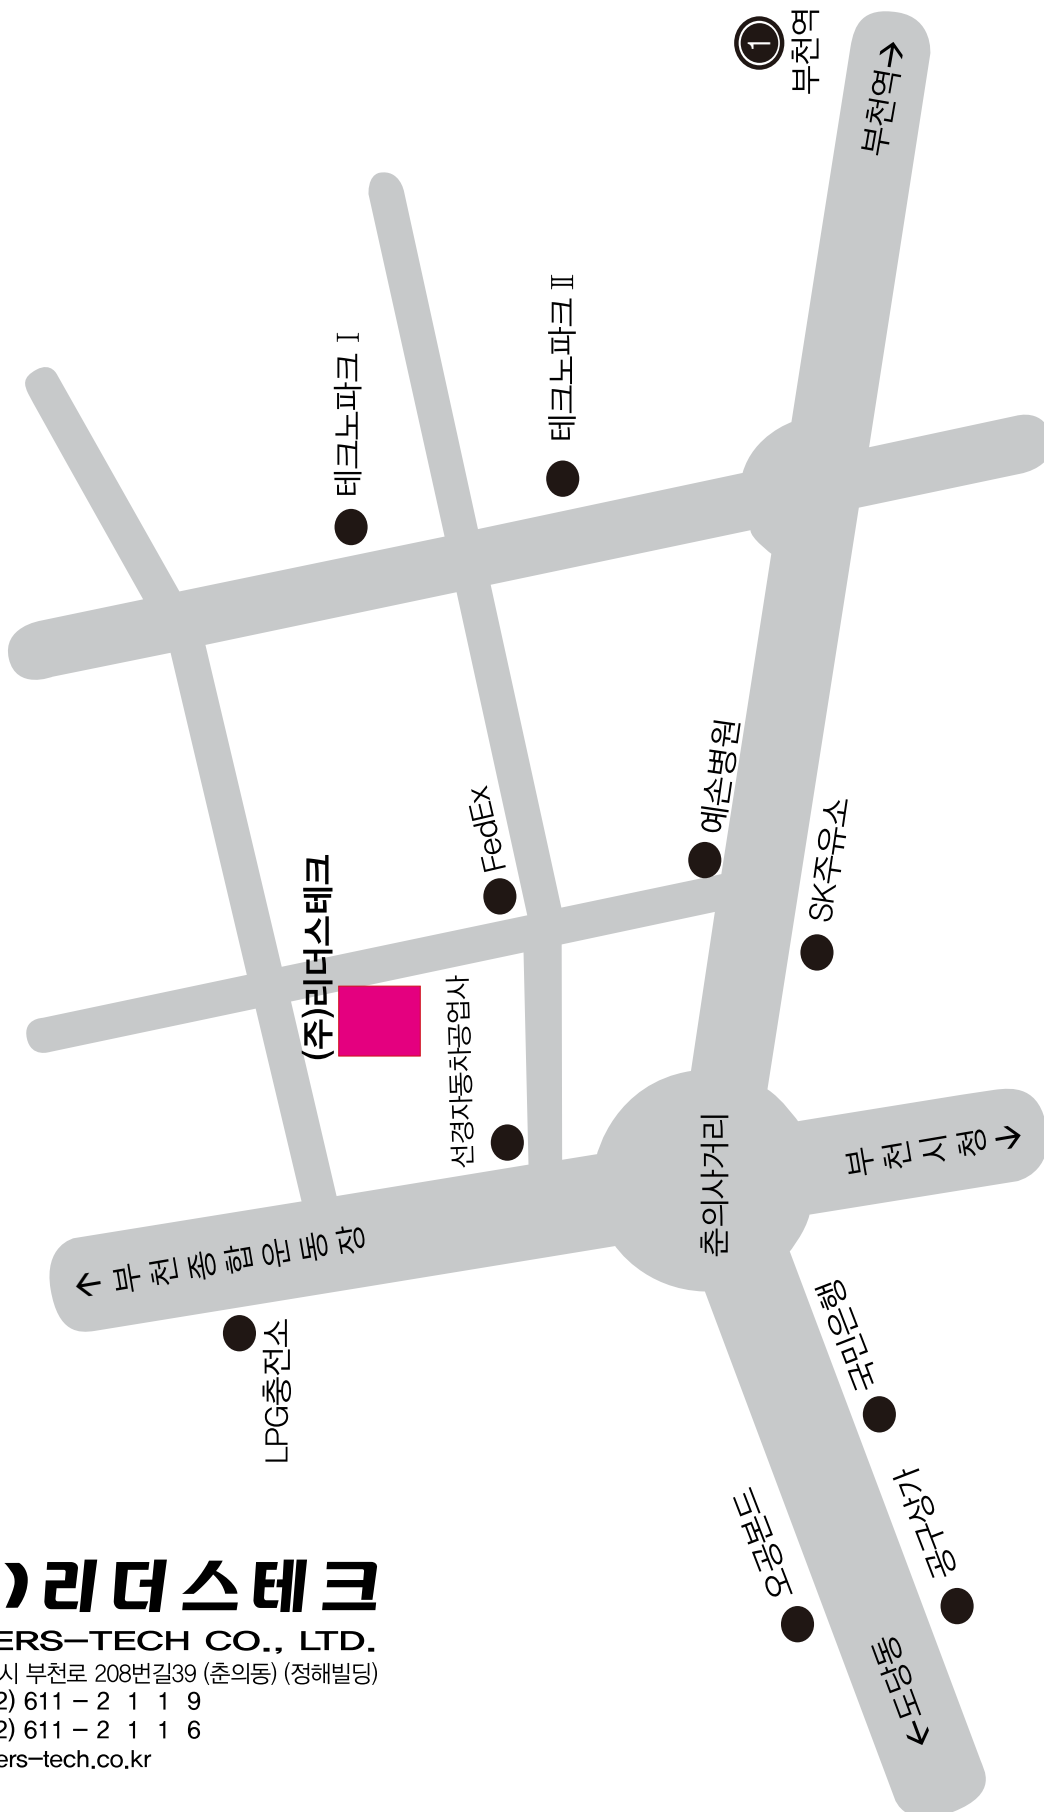 1
부천역
부천역→
테크노파크 Ⅰ
테크노파크 Ⅱ
FedEx
예손병원
SK주유소
(주)리더스테크
선경자동차공업사
춘의사거리
부천시청→
←부천종합운동장
LPG충전소
국민은행
공구상가
오공본드
←도당동
)리더스테크
ERS-TECH CO., LTD.
시 부천로 208번길39 (춘의동) (정해빌딩)
2) 611 - 2 1 1 9
2) 611 - 2 1 1 6
ers-tech.co.kr